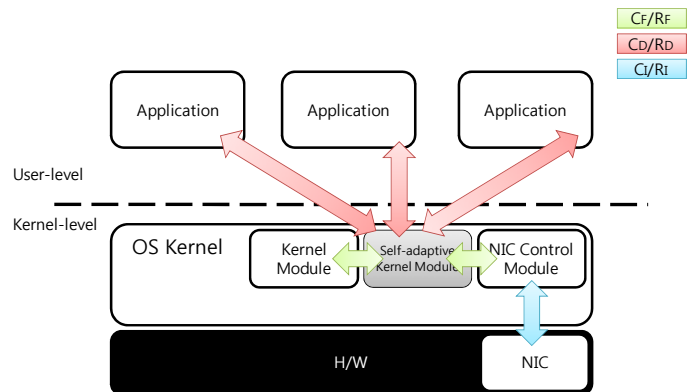 CF/RF
CD/RD
CI/RI
Application
Application
Application
User-level
Kernel-level
OS Kernel
Kernel
Module
Self-adaptive
Kernel Module
NIC Control
Module
H/W
NIC